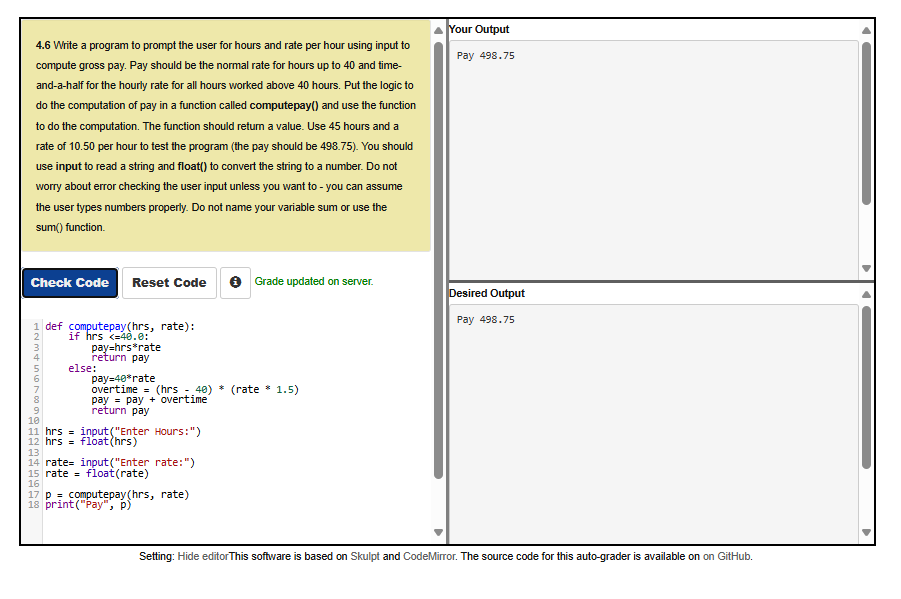 4.6 Write a program to prompt the user for hours and rate per hour using input to
compute gross pay. Pay should be the normal rate for hours up to 40 and time-
and-a-half for the hourly rate for all hours worked above 40 hours. Put the logic to
do the computation of pay in a function called computepay() and use the function
to do the computation. The function should return a value. Use 45 hours and a
rate of 10.50 per hour to test the program (the pay should be 498.75). You should
use input to read a string and float() to convert the string to a number. Do not
worry about error checking the user input unless you want to - you can assume
the user types numbers properly. Do not name your variable sum or use the
sum() function.
Check Code Reset Code Grade updated on server.
1 def computepay(hrs, rate):
2     if hrs <=40.0:
3         pay=hrs*rate
4         return pay
5     else:
6         pay=40*rate
7         overtime = (hrs - 40) * (rate * 1.5)
8         pay = pay + overtime
9         return pay
10
11 hrs = input("Enter Hours:")
12 hrs = float(hrs)
13
14 rate= input("Enter rate:")
15 rate = float(rate)
16
17 p = computepay(hrs, rate)
18 print("Pay", p)
Your Output
Pay 498.75
Desired Output
Pay 498.75
Setting: Hide editorThis software is based on Skulpt and CodeMirror. The source code for this auto-grader is available on on GitHub.